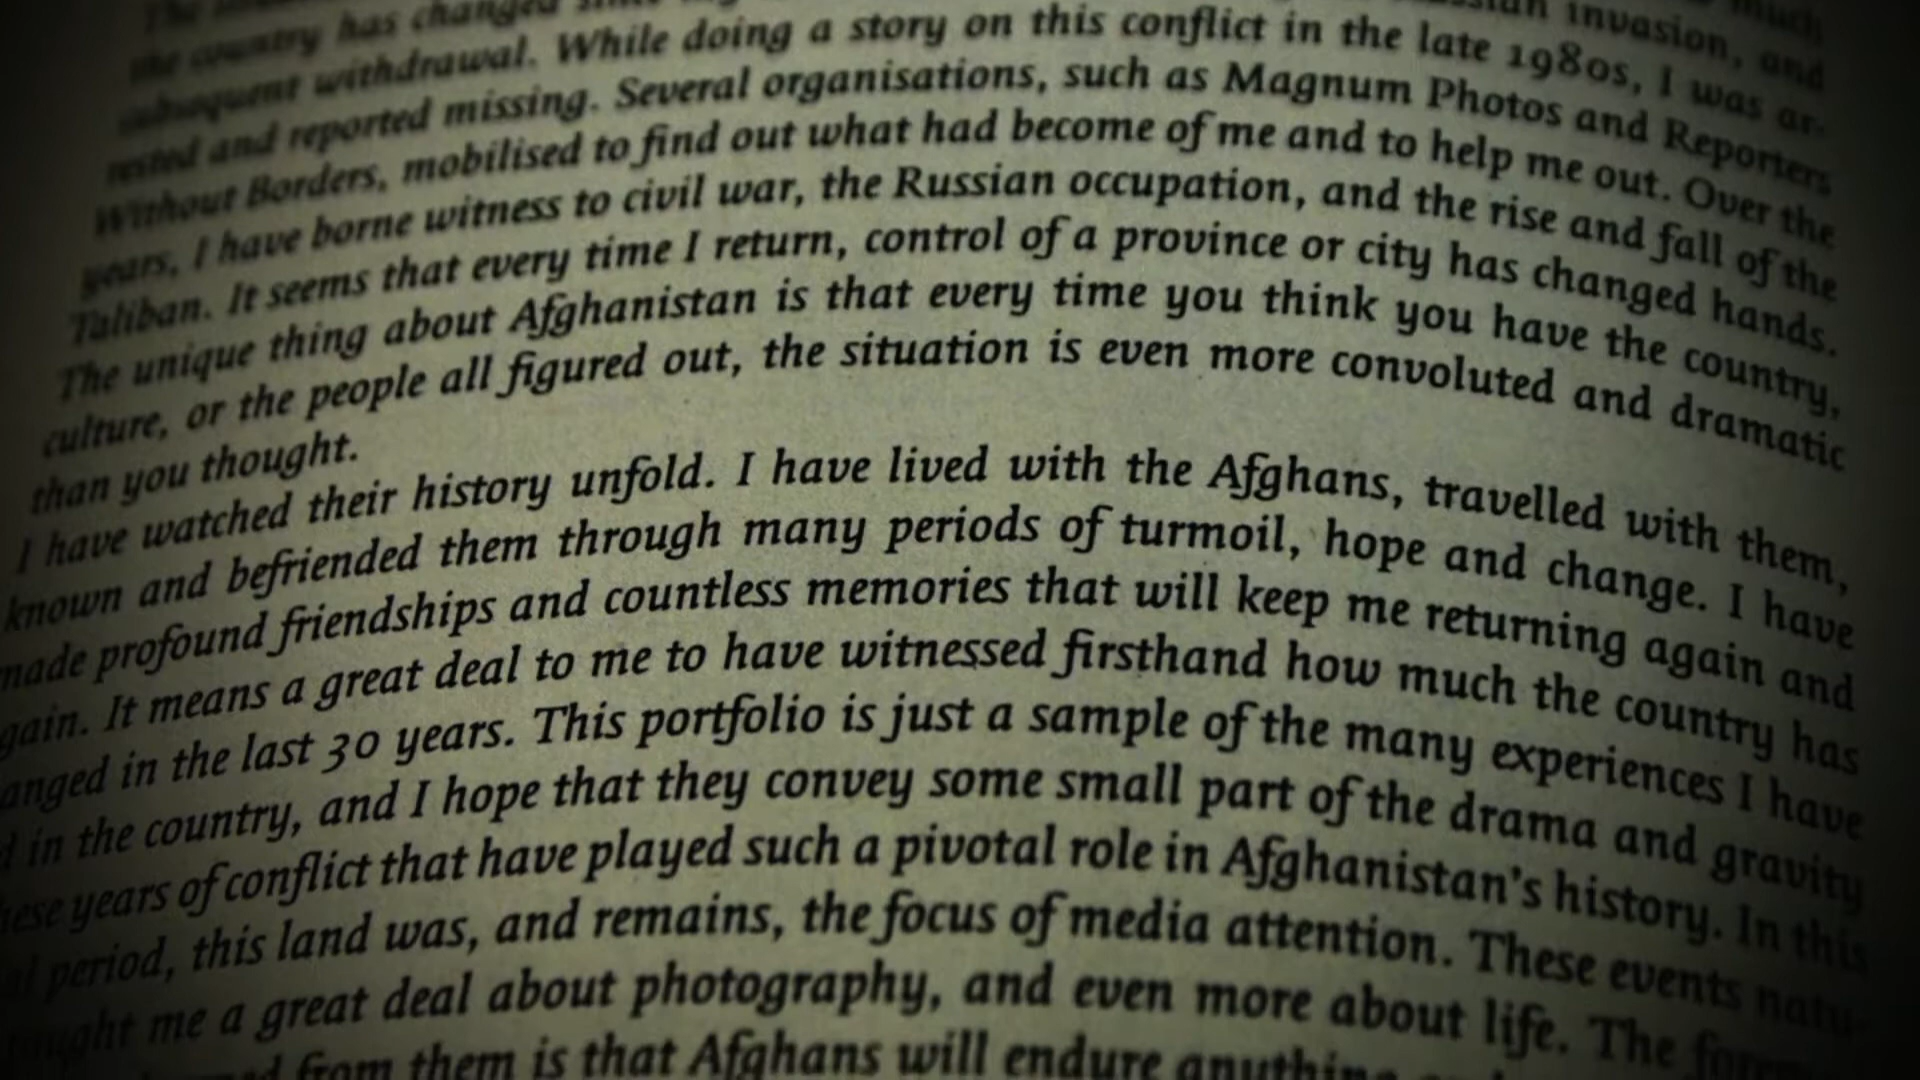 the country has changed
subsequent withdrawal. While doing a story on this conflict in the late 1980s, I was ar-
rested and reported missing. Several organisations, such as Magnum Photos and Reporters
Without Borders, mobilised to find out what had become of me and to help me out. Over the
years, I have borne witness to civil war, the Russian occupation, and the rise and fall of the
Taliban. It seems that every time I return, control of a province or city has changed hands.
The unique thing about Afghanistan is that every time you think you have the country,
culture, or the people all figured out, the situation is even more convoluted and dramatic
than you thought.
I have watched their history unfold. I have lived with the Afghans, travelled with them,
known and befriended them through many periods of turmoil, hope and change. I have
made profound friendships and countless memories that will keep me returning again and
gain. It means a great deal to me to have witnessed firsthand how much the country has
anged in the last 30 years. This portfolio is just a sample of the many experiences I have
in the country, and I hope that they convey some small part of the drama and gravity
hese years of conflict that have played such a pivotal role in Afghanistan's history. In this
period, this land was, and remains, the focus of media attention. These events
me a great deal about photography, and even more about life. The
from them is that Afghans will endure anything